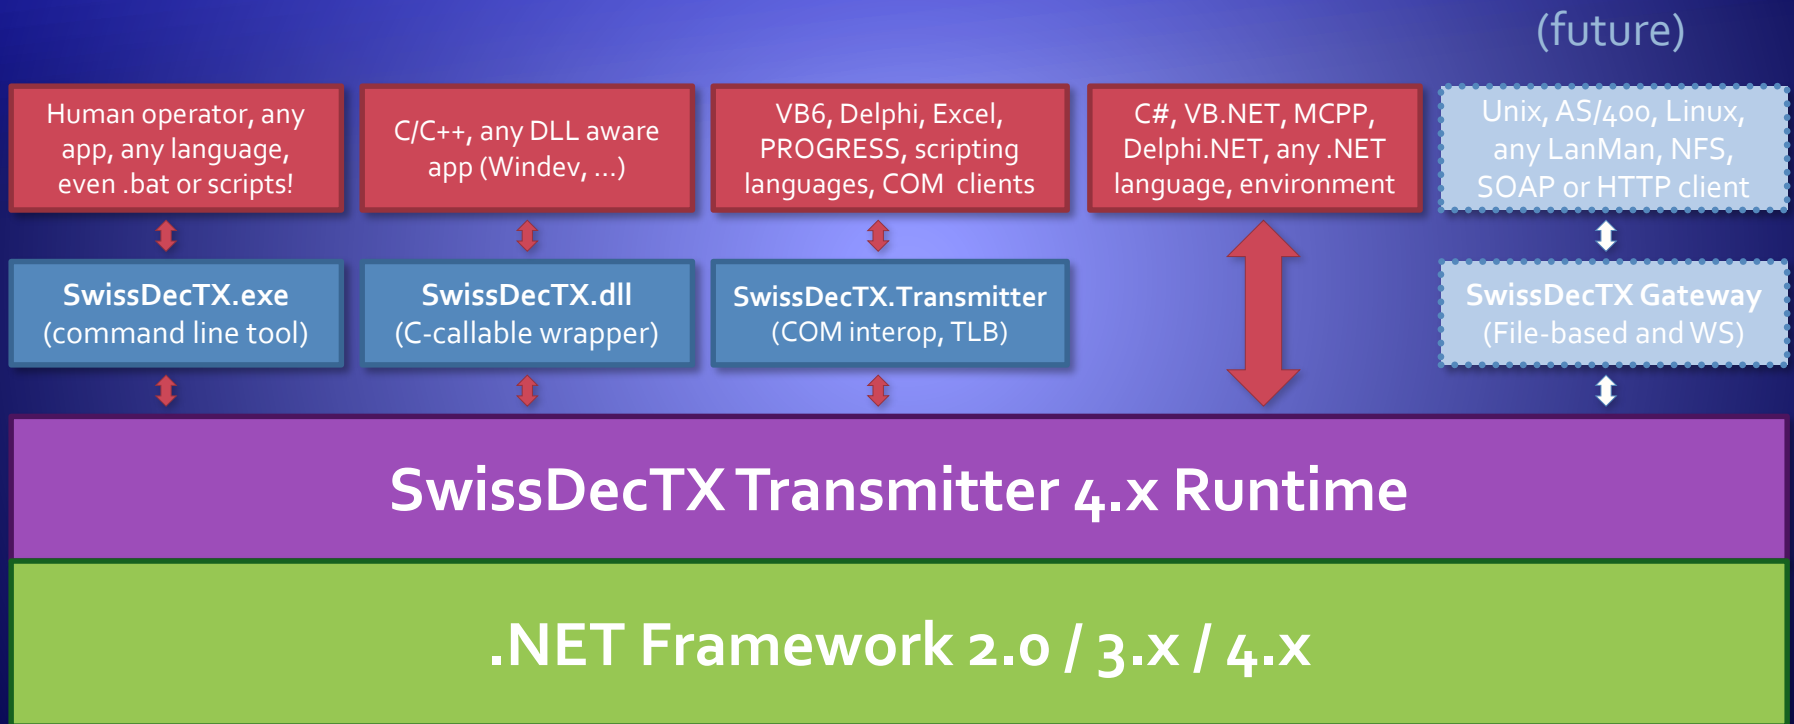 (future)
Human operator, any
app, any language,
even .bat or scripts!
C/C++, any DLL aware
app (Windev, ...)
VB6, Delphi, Excel,
PROGRESS, scripting
languages, COM clients
C#, VB.NET, MCPP,
Delphi.NET, any .NET
language, environment
Unix, AS/400, Linux,
any LanMan, NFS,
SOAP or HTTP client
SwissDecTX.exe
(command line tool)
SwissDecTX.dll
(C-callable wrapper)
SwissDecTX.Transmitter
(COM interop, TLB)
SwissDecTX Gateway
(File-based and WS)
SwissDecTX Transmitter 4.x Runtime
.NET Framework 2.0 / 3.x / 4.x